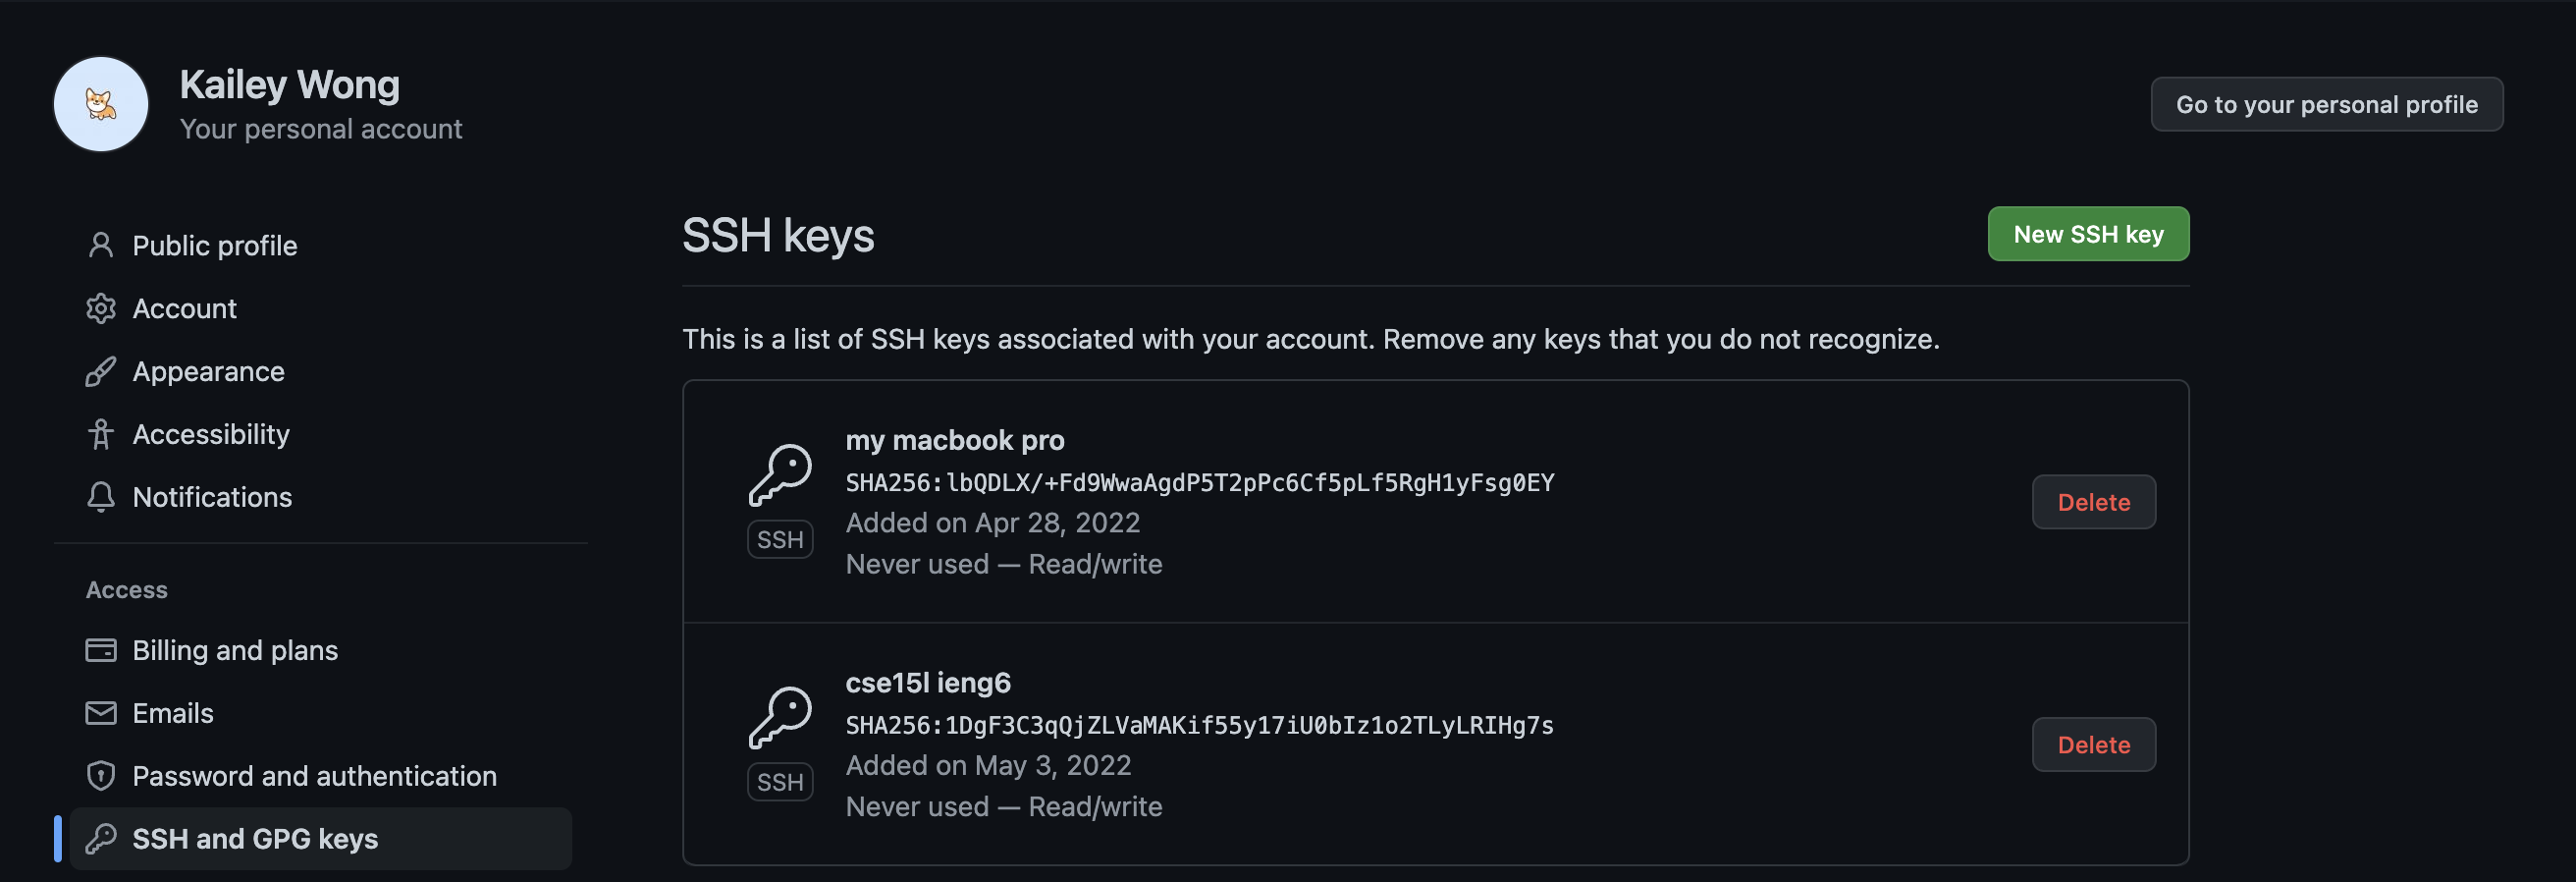 Kailey Wong
Your personal account
Go to your personal profile
Public profile
Account
Appearance
Accessibility
Notifications
Access
Billing and plans
Emails
Password and authentication
SSH and GPG keys
SSH keys
New SSH key
This is a list of SSH keys associated with your account. Remove any keys that you do not recognize.
my macbook pro
SHA256:lbQDLX/+Fd9WwaAgdP5T2pPc6Cf5pLf5RgH1yFsg0EY
Added on Apr 28, 2022
Never used — Read/write
SSH
Delete
cse15l ieng6
SHA256:1DgF3C3qQjZLVaMAKif55y17iU0bIz1o2TLyLRIHg7s
Added on May 3, 2022
Never used — Read/write
SSH
Delete